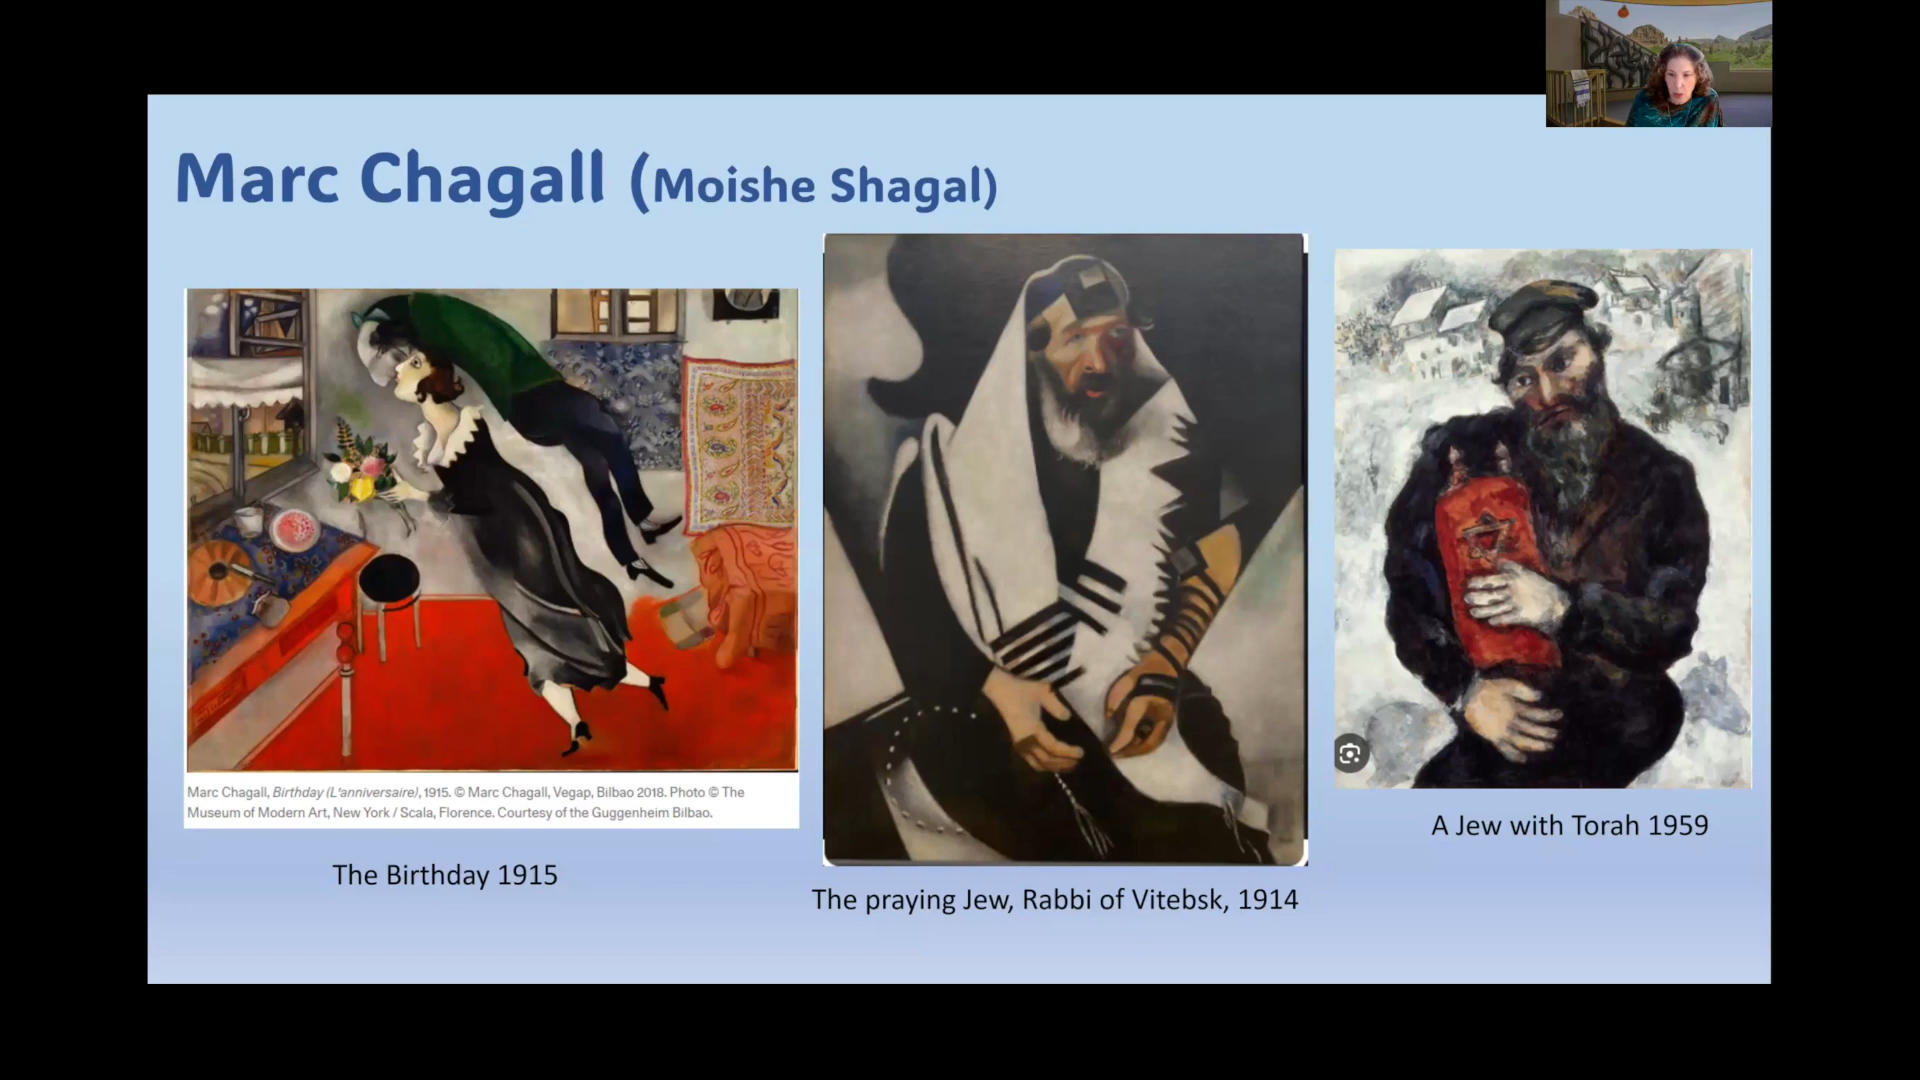 Marc Chagall (Moishe Shagal)
Marc Chagall, Birthday (L'anniversaire), 1915. © Marc Chagall, Vegap, Bilbao 2018. Photo © The
Museum of Modern Art, New York / Scala, Florence. Courtesy of the Guggenheim Bilbao.
The Birthday 1915
The praying Jew, Rabbi of Vitebsk, 1914
A Jew with Torah 1959